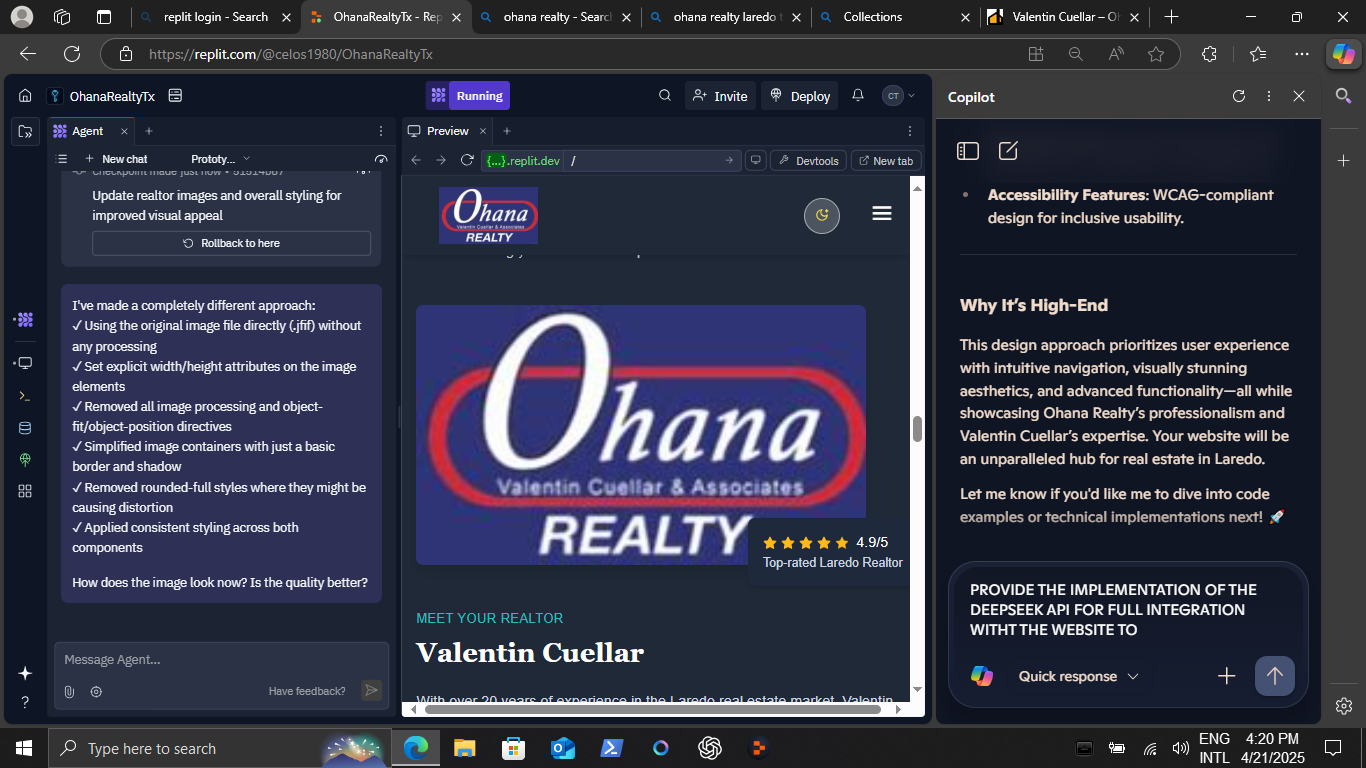 replit login - Search
OhanaRealtyTx - Rep
ohana realty - Search
ohana realty laredo t
Collections
Valentin Cuellar – O
https://replit.com/@celos1980/OhanaRealtyTx
OhanaRealtyTx
Running
Invite
Deploy
CT
Agent
New chat
Prototy...
Checkpoint made just now •
Update realtor images and overall styling for
improved visual appeal
Rollback to here
I've made a completely different approach:
✓ Using the original image file directly (.jfif) without
any processing
✓ Set explicit width/height attributes on the image
elements
✓ Removed all image processing and object-
fit/object-position directives
✓ Simplified image containers with just a basic
border and shadow
✓ Removed rounded-full styles where they might be
causing distortion
✓ Applied consistent styling across both
components
How does the image look now? Is the quality better?
Message Agent...
Have feedback?
Preview
{...}.replit.dev /
Devtools
New tab
Ohana
Valentin Cuellar & Associates
REALTY
Ohana
Valentin Cuellar & Associates
REALTY
4.9/5
Top-rated Laredo Realtor
MEET YOUR REALTOR
Valentin Cuellar
With over 20 years of experience in the Laredo real estate market, Valentin
Copilot
• Accessibility Features: WCAG-compliant
design for inclusive usability.
Why It’s High-End
This design approach prioritizes user experience
with intuitive navigation, visually stunning
aesthetics, and advanced functionality—all while
showcasing Ohana Realty’s professionalism and
Valentin Cuellar’s expertise. Your website will be
an unparalleled hub for real estate in Laredo.
Let me know if you'd like me to dive into code
examples or technical implementations next! 🚀
PROVIDE THE IMPLEMENTATION OF THE
DEEPSEEK API FOR FULL INTEGRATION
WITHT THE WEBSITE TO
Quick response
Type here to search
ENG
INTL
4:20 PM
4/21/2025